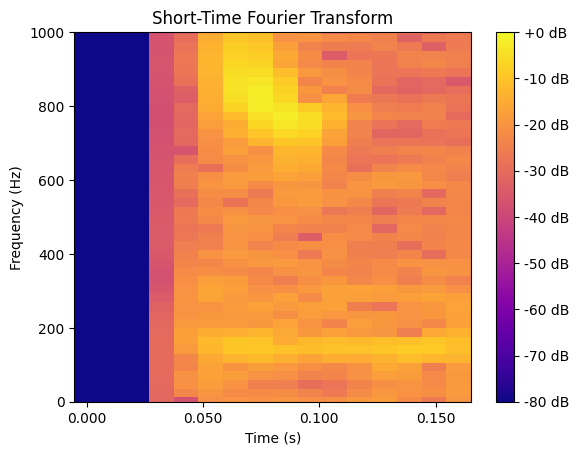 Short-Time Fourier Transform
1000
800
600
400
200
0
Frequency (Hz)
0.000
0.050
0.100
0.150
Time (s)
+0 dB
-10 dB
-20 dB
-30 dB
-40 dB
-50 dB
-60 dB
-70 dB
-80 dB